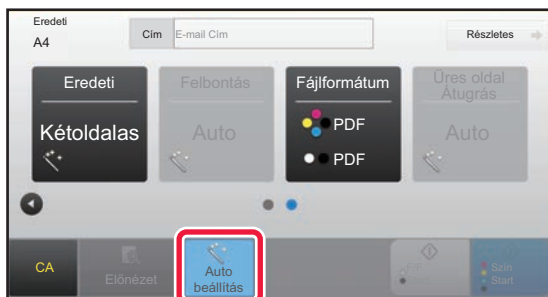 Eredeti
A4
Cím
E-mail Cím
Részletes
Eredeti
Kétoldalas
Felbontás
Auto
Fájlformátum
PDF
PDF
Üres oldal
Átugrás
Auto
CA
Előnézet
Auto
beállítás
Szín
Start